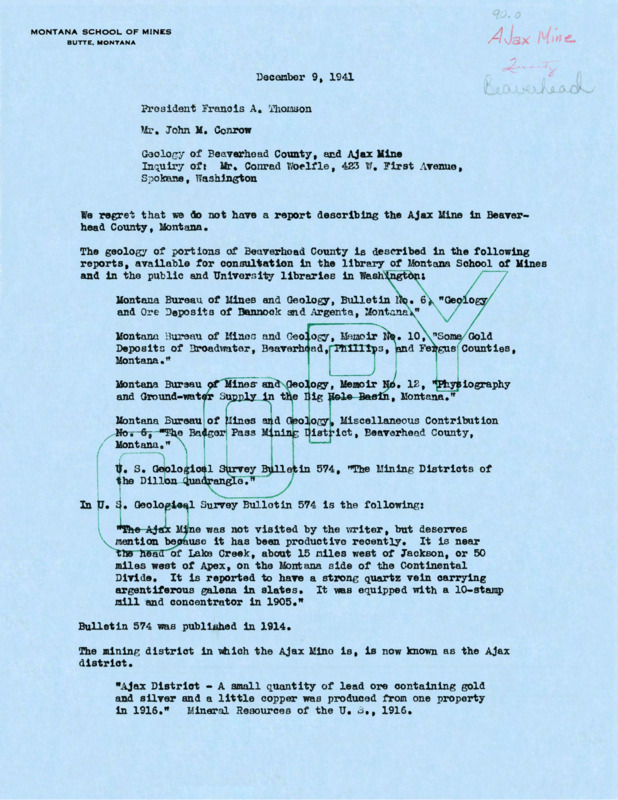 MONTANA SCHOOL OF MINES
BUTTE, MONTANA
90.0
Ajax Mine
Beaverhead
December 9, 1941
President Francis A. Thomson
Mr. John M. Conrow
Geology of Beaverhead County, and Ajax Mine
Inquiry of: Mr. Conrad Woelfle, 423 W. First Avenue,
Spokane, Washington
We regret that we do not have a report describing the Ajax Mine in Beaver-
head County, Montana.
The geology of portions of Beaverhead County is described in the following
reports, available for consultation in the library of Montana School of Mines
and in the public and University libraries in Washington:
Montana Bureau of Mines and Geology, Bulletin No. 6, "Geology
and Ore Deposits of Bannock and Argenta, Montana."
Montana Bureau of Mines and Geology, Memoir No. 10, "Some Gold
Deposits of Broadwater, Beaverhead, Phillips, and Fergus Counties,
Montana."
Montana Bureau of Mines and Geology, Memoir No. 12, "Physiography
and Ground-water Supply in the Big Hole Basin, Montana."
Montana Bureau of Mines and Geology, Miscellaneous Contribution
No. 6, "The Badger Pass Mining District, Beaverhead County,
Montana."
U. S. Geological Survey Bulletin 574, "The Mining Districts of
the Dillon Quadrangle."
In U. S. Geological Survey Bulletin 574 is the following:
"The Ajax Mine was not visited by the writer, but deserves
mention because it has been productive recently. It is near
the head of Lake Creek, about 15 miles west of Jackson, or 50
miles west of Apex, on the Montana side of the Continental
Divide. It is reported to have a strong quartz vein carrying
argentiferous galena in slates. It was equipped with a 10-stamp
mill and concentrator in 1905."
Bulletin 574 was published in 1914.
The mining district in which the Ajax Mine is, is now known as the Ajax
district.
"Ajax District - A small quantity of lead ore containing gold
and silver and a little copper was produced from one property
in 1916." Mineral Resources of the U. S., 1916.
COPY